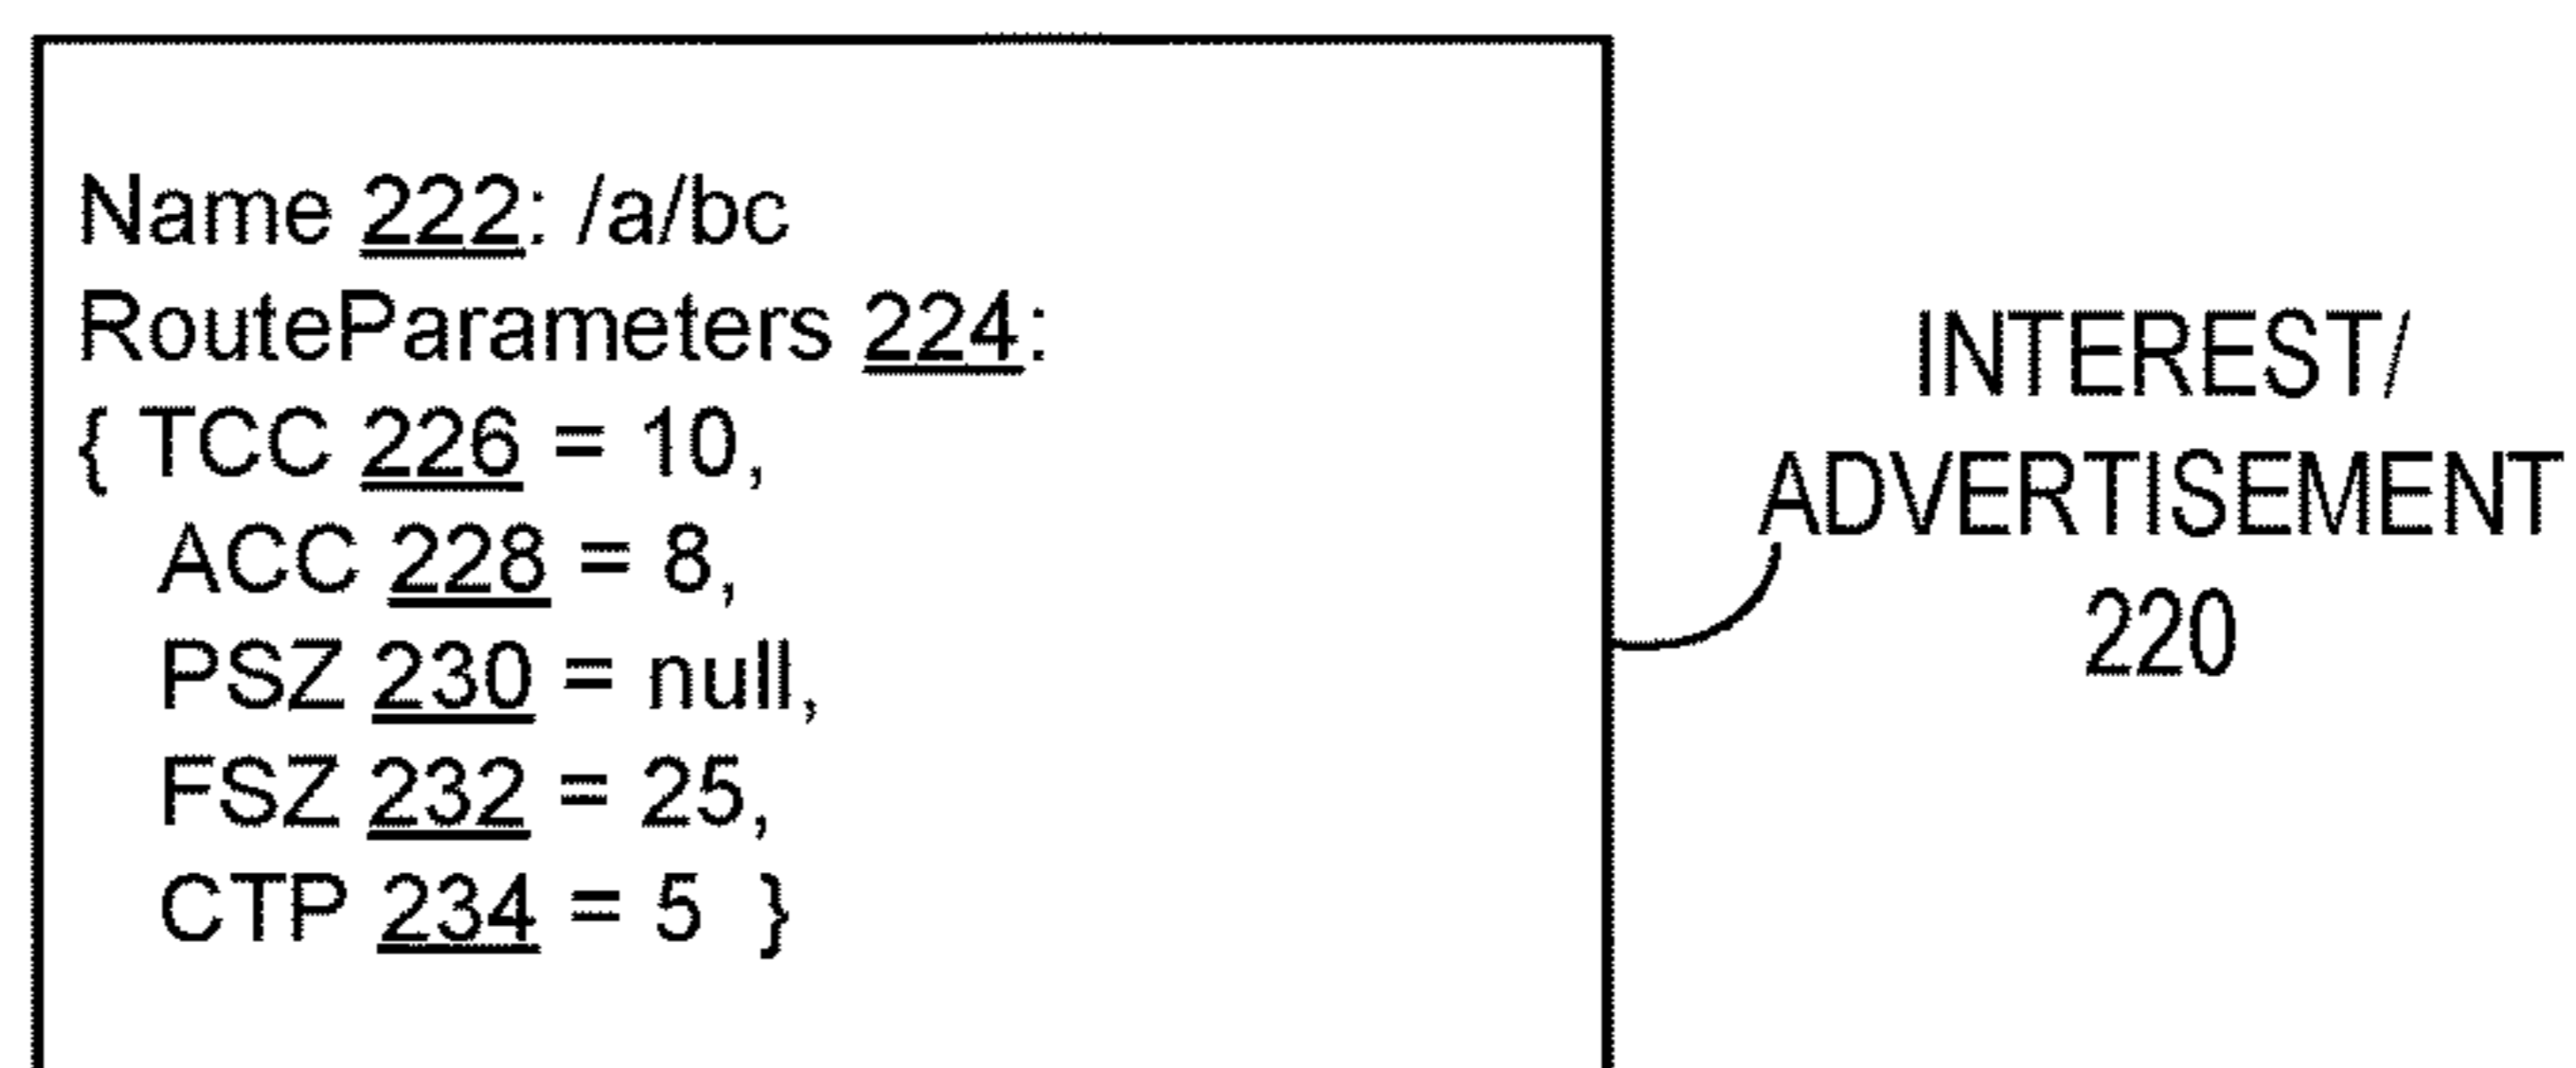 Name 222: /a/bc
RouteParameters 224:
{ TCC 226 = 10,
ACC 228 = 8,
PSZ 230 = null,
FSZ 232 = 25,
CTP 234 = 5 }
INTEREST/
ADVERTISEMENT
220